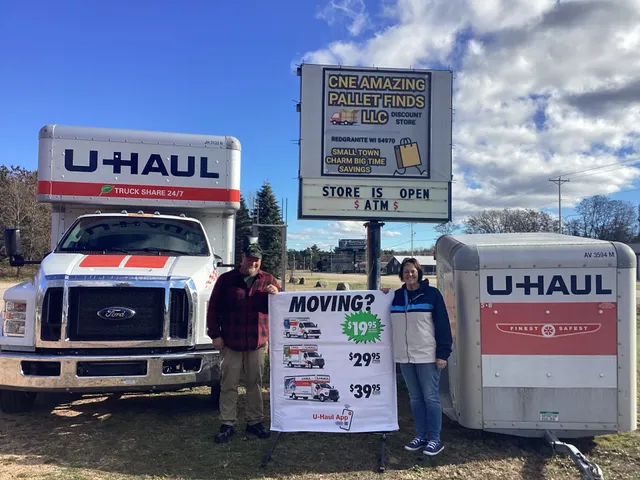 U-HAUL
TRUCK SHARE 24/7
Ford
CNE AMAZING
PALLET FINDS
LLC
DISCOUNT
STORE
REDGRANITE WI 54970
SMALL TOWN
CHARM BIG TIME
SAVINGS
STORE IS OPEN
$ ATM $
MOVING?
$19.95
$29.95
$39.95
U-Haul App
AV 3594 M
U-HAUL
FINEST SAFEST